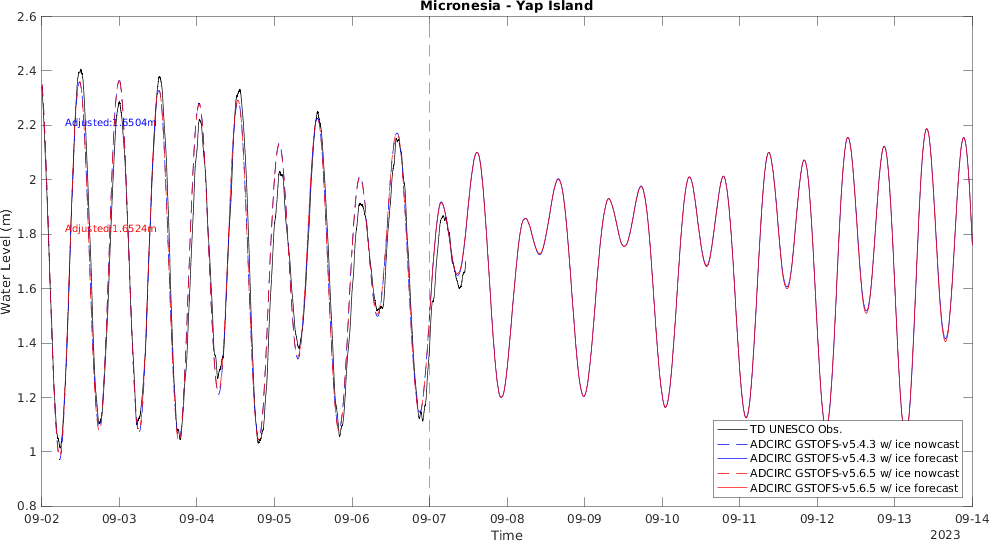 Micronesia - Yap Island
Water Level (m)
2.6
2.4
2.2
2
1.8
1.6
1.4
1.2
1
0.8
Adjusted:1.6504m
Adjusted:1.6524m
TD UNESCO Obs.
ADCIRC GSTOFS-v5.4.3 w/ ice nowcast
ADCIRC GSTOFS-v5.4.3 w/ ice forecast
ADCIRC GSTOFS-v5.6.5 w/ ice nowcast
ADCIRC GSTOFS-v5.6.5 w/ ice forecast
09-02 09-03 09-04 09-05 09-06 09-07 09-08 09-09 09-10 09-11 09-12 09-13 09-14
Time
2023